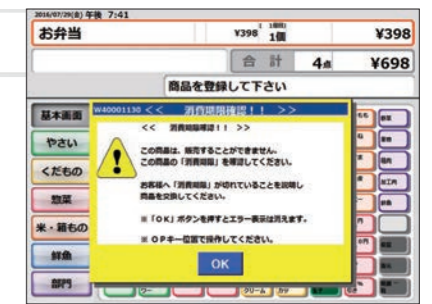 2016/07/29(金) 午後 7:41
お弁当
¥398 1個
¥398
合 計 4点 ¥698
商品を登録して下さい
基本画面
やさい
くだもの
惣菜
米・箱もの
鮮魚
部門
W40001130 << 消費期限確認！！ >>
<< 消費期限確認！！ >>
この商品は、販売することができません。
この商品の「消費期限」を確認してください。
お客様へ「消費期限」が切れていることを説明し
商品を交換してください。
※「OK」ボタンを押すとエラー表示は消えます。
※ OPキー位置で操作してください。
OK